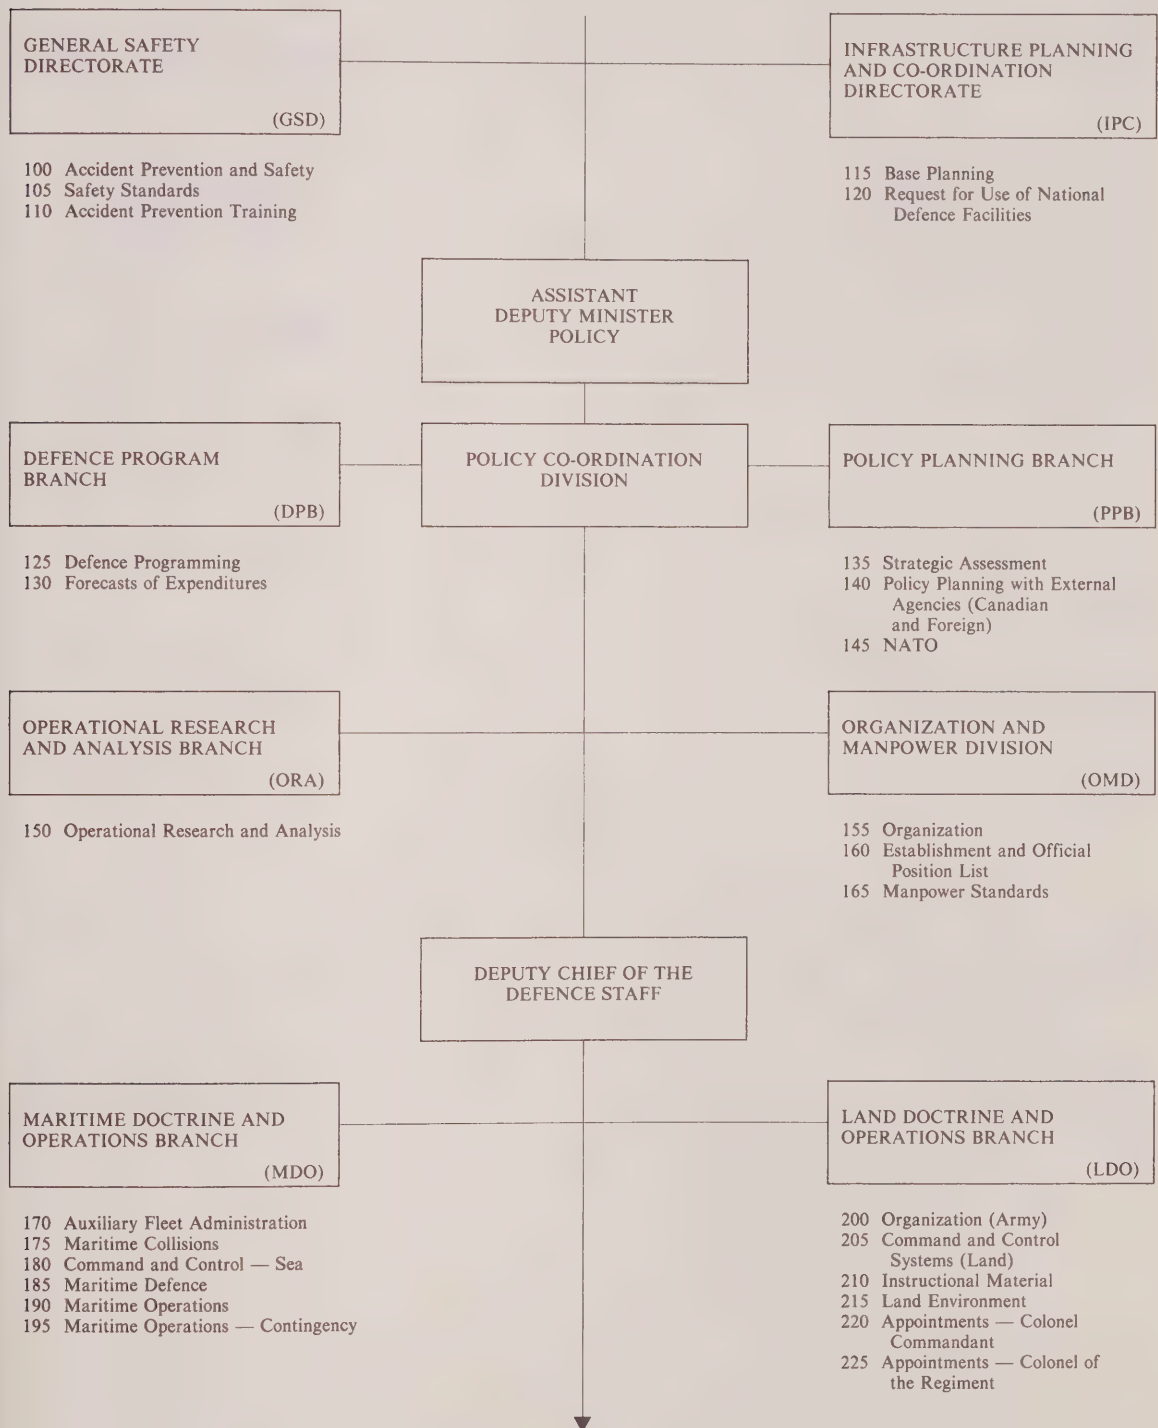 GENERAL SAFETY
DIRECTORATE
(GSD)
100 Accident Prevention and Safety
105 Safety Standards
110 Accident Prevention Training
INFRASTRUCTURE PLANNING
AND CO-ORDINATION
DIRECTORATE
(IPC)
115 Base Planning
120 Request for Use of National
Defence Facilities
ASSISTANT
DEPUTY MINISTER
POLICY
DEFENCE PROGRAM
BRANCH
(DPB)
125 Defence Programming
130 Forecasts of Expenditures
POLICY CO-ORDINATION
DIVISION
POLICY PLANNING BRANCH
(PPB)
135 Strategic Assessment
140 Policy Planning with External
Agencies (Canadian
and Foreign)
145 NATO
OPERATIONAL RESEARCH
AND ANALYSIS BRANCH
(ORA)
150 Operational Research and Analysis
ORGANIZATION AND
MANPOWER DIVISION
(OMD)
155 Organization
160 Establishment and Official
Position List
165 Manpower Standards
DEPUTY CHIEF OF THE
DEFENCE STAFF
MARITIME DOCTRINE AND
OPERATIONS BRANCH
(MDO)
170 Auxiliary Fleet Administration
175 Maritime Collisions
180 Command and Control — Sea
185 Maritime Defence
190 Maritime Operations
195 Maritime Operations — Contingency
LAND DOCTRINE AND
OPERATIONS BRANCH
(LDO)
200 Organization (Army)
205 Command and Control
Systems (Land)
210 Instructional Material
215 Land Environment
220 Appointments — Colonel
Commandant
225 Appointments — Colonel of
the Regiment